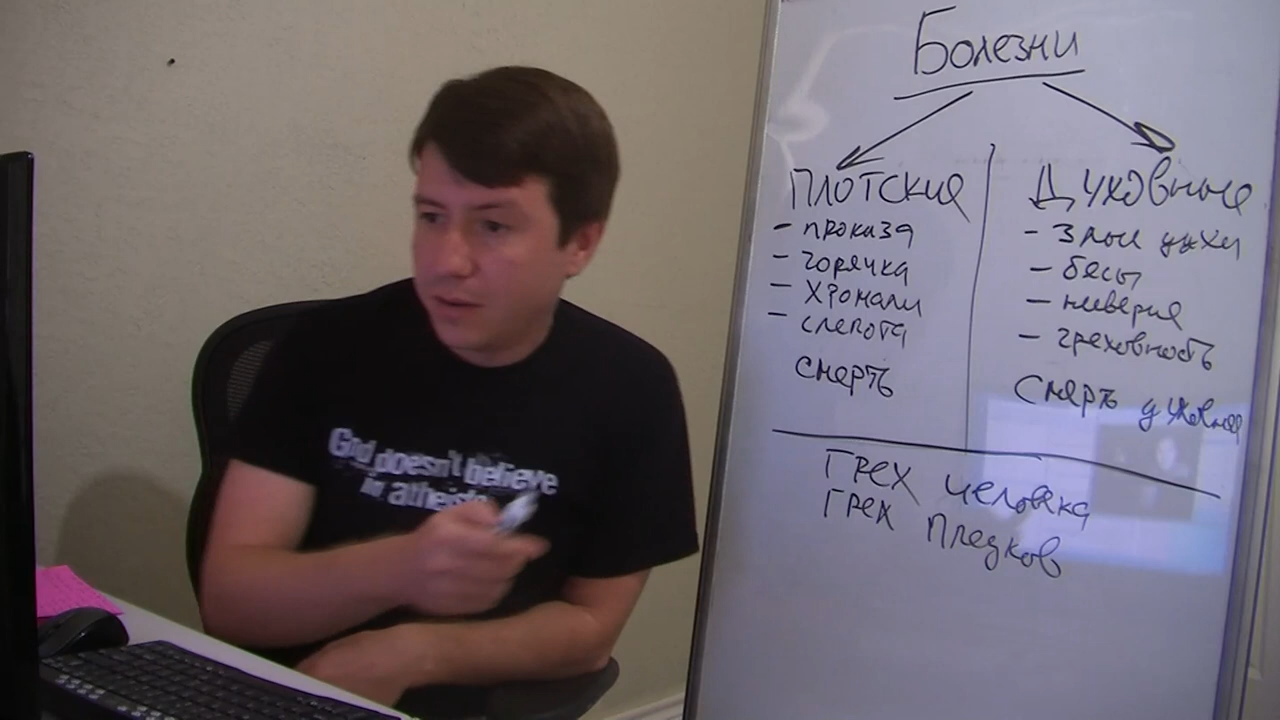 God doesn't believe
in atheists
Болезни
Плотские
- проказа
- горячка
- хромали
- слепота
смерть
Духовные
- злые духи
- бесы
- неверие
- греховность
Смерть духовная
Грех человека
Грех предков